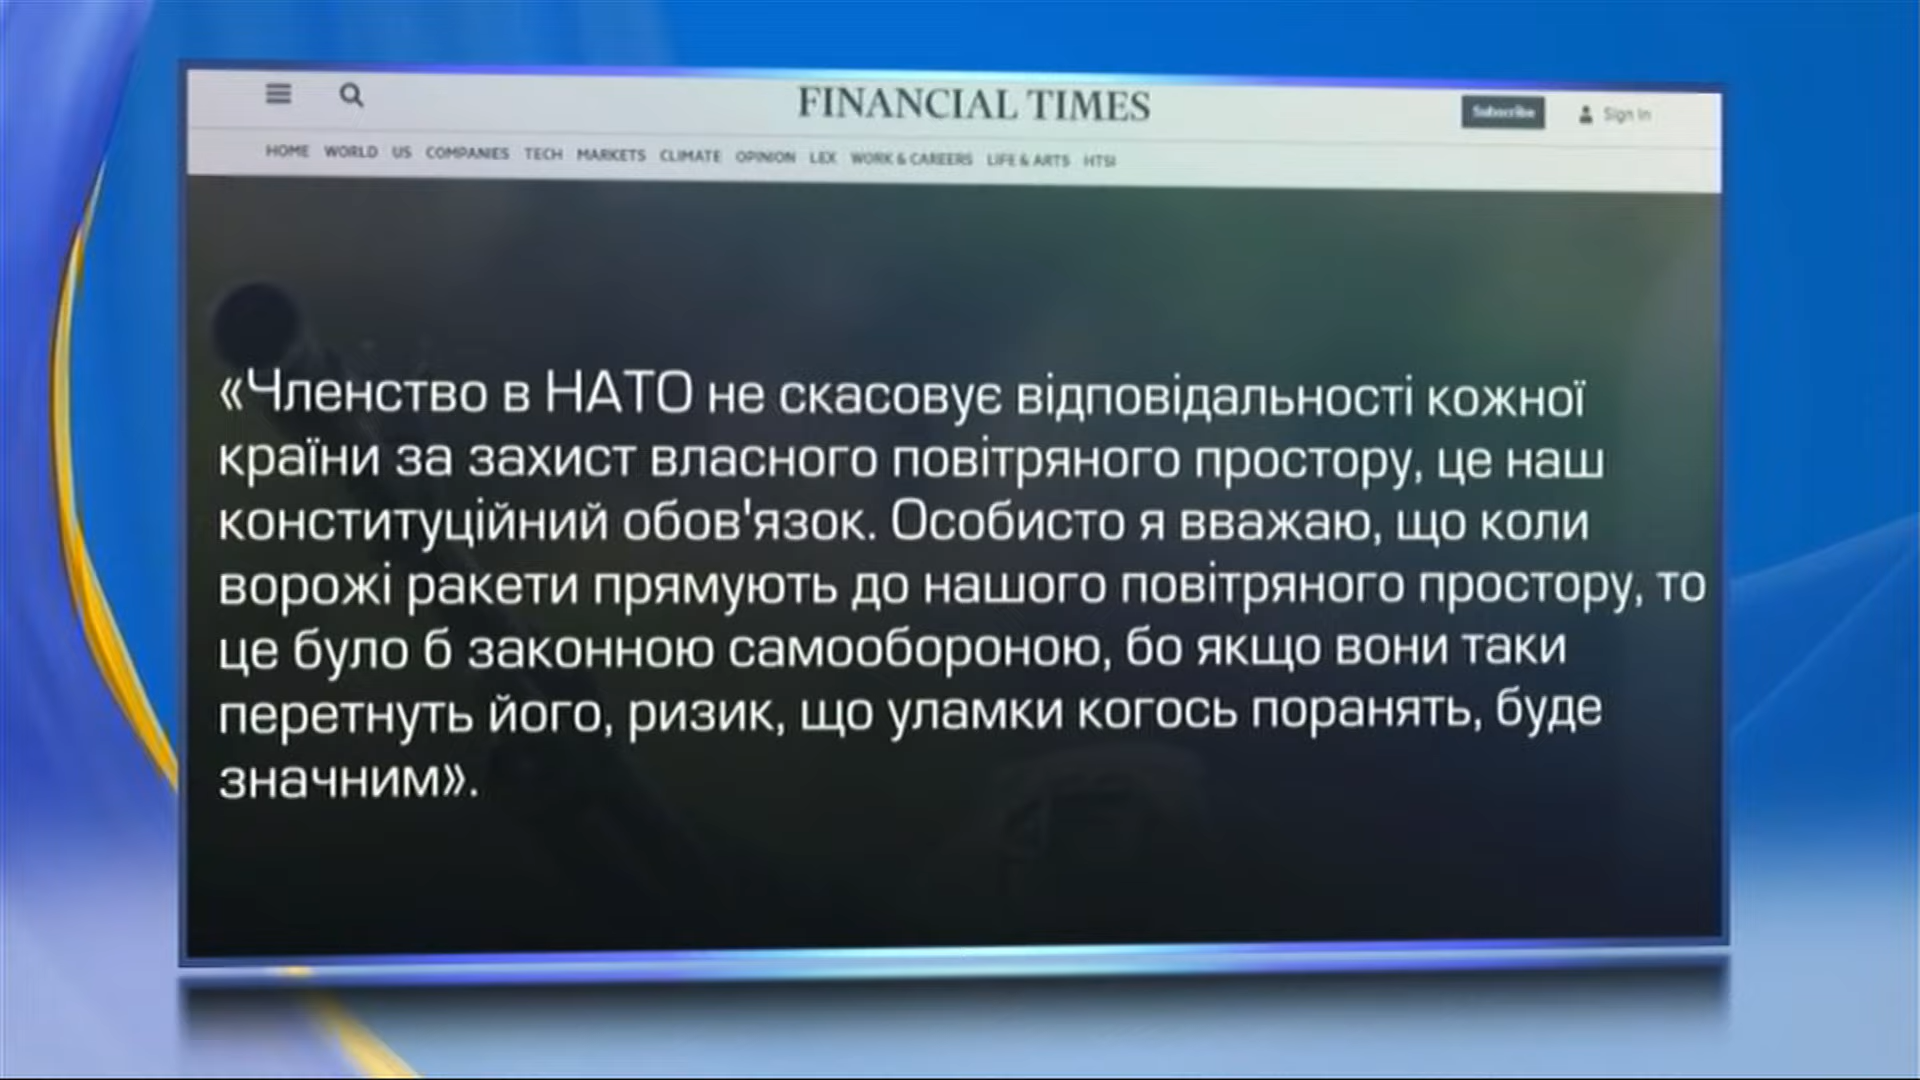 FINANCIAL TIMES
Subscribe
Sign In
HOME WORLD US COMPANIES TECH MARKETS CLIMATE OPINION LEX WORK & CAREERS LIFE & ARTS HTSI
«Членство в НАТО не скасовує відповідальності кожної
країни за захист власного повітряного простору, це наш
конституційний обов'язок. Особисто я вважаю, що коли
ворожі ракети прямують до нашого повітряного простору, то
це було б законною самообороною, бо якщо вони таки
перетнуть його, ризик, що уламки когось поранять, буде
значним».